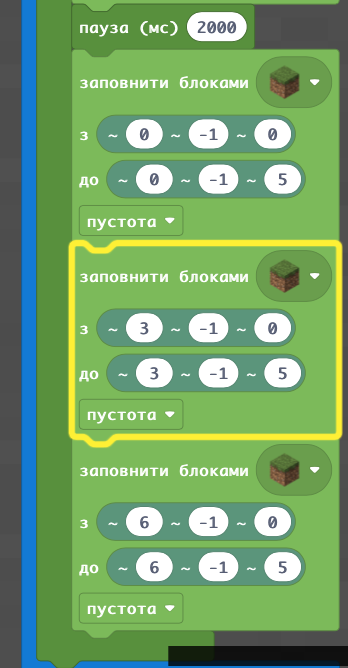 пауза (мс) 2000
заповнити блоками
з ~ 0 ~ -1 ~ 0
до ~ 0 ~ -1 ~ 5
пустота
заповнити блоками
з ~ 3 ~ -1 ~ 0
до ~ 3 ~ -1 ~ 5
пустота
заповнити блоками
з ~ 6 ~ -1 ~ 0
до ~ 6 ~ -1 ~ 5
пустота